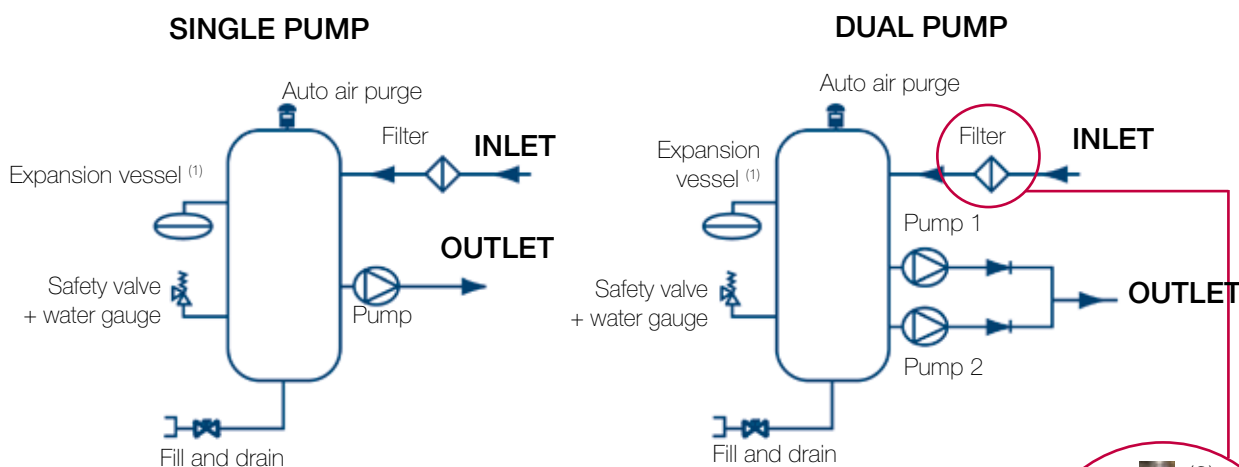 SINGLE PUMP
Auto air purge
Filter
INLET
Expansion vessel (1)
OUTLET
Safety valve
+ water gauge
Pump
Fill and drain
DUAL PUMP
Auto air purge
Filter
INLET
Expansion
vessel (1)
Pump 1
Safety valve
+ water gauge
OUTLET
Pump 2
Fill and drain